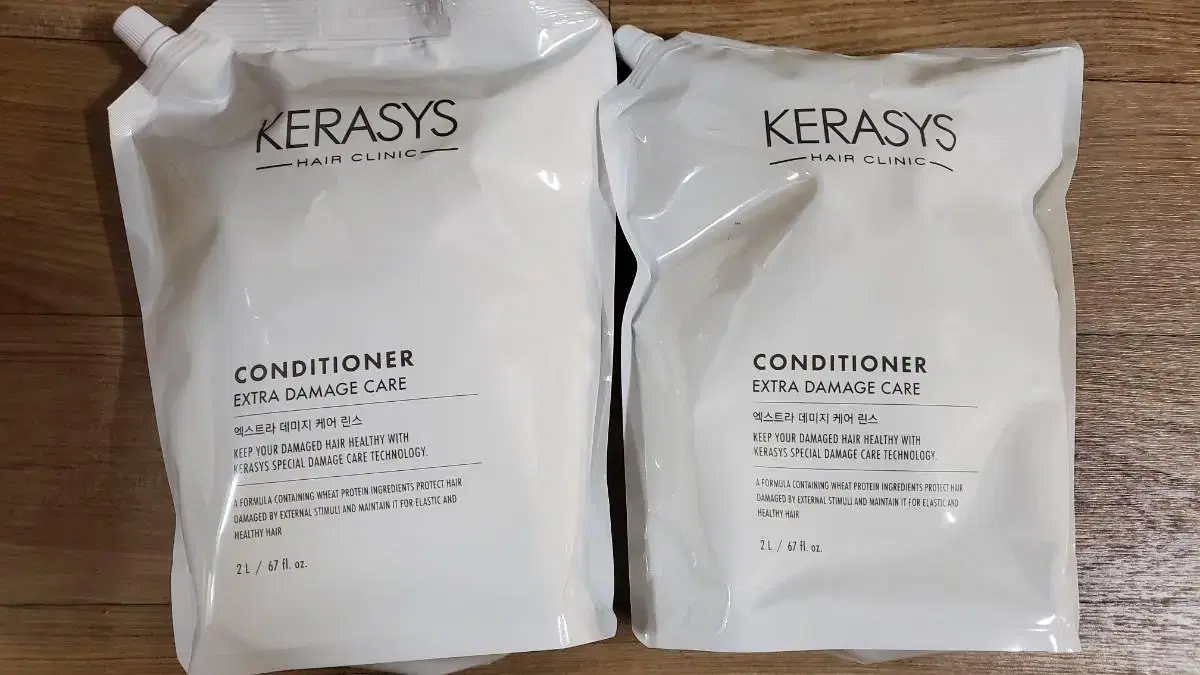 KERASYS
HAIR CLINIC
CONDITIONER
EXTRA DAMAGE CARE
엑스트라 데미지 케어 린스
KEEP YOUR DAMAGED HAIR HEALTHY WITH
KERASYS SPECIAL DAMAGE CARE TECHNOLOGY.
A FORMULA CONTAINING WHEAT PROTEIN INGREDIENTS PROTECT HAIR
DAMAGED BY EXTERNAL STIMULI AND MAINTAIN IT FOR ELASTIC AND
HEALTHY HAIR
2 L / 67 fl. oz.
KERASYS
HAIR CLINIC
CONDITIONER
EXTRA DAMAGE CARE
엑스트라 데미지 케어 린스
KEEP YOUR DAMAGED HAIR HEALTHY WITH
KERASYS SPECIAL DAMAGE CARE TECHNOLOGY.
A FORMULA CONTAINING WHEAT PROTEIN INGREDIENTS PROTECT HAIR
DAMAGED BY EXTERNAL STIMULI AND MAINTAIN IT FOR ELASTIC AND
HEALTHY HAIR
2 L / 67 fl. oz.